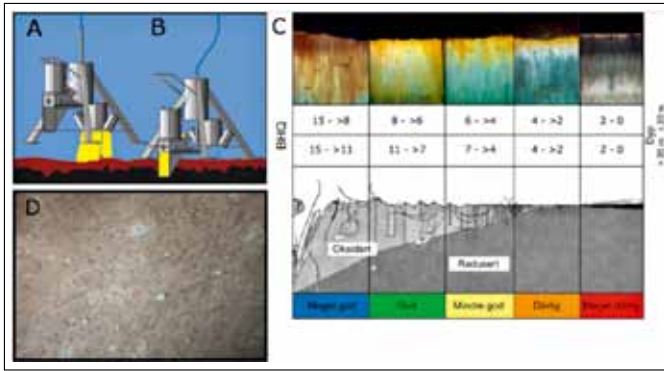 A
B
C
D
BHQ
15 - >8
8 - >6
6 - >4
4 - >2
2 - 0
15 - >11
11 - >7
7 - >4
4 - >2
2 - 0
Oksidert
Redusert
Meget god
God
Mindre god
Dårlig
Meget dårlig